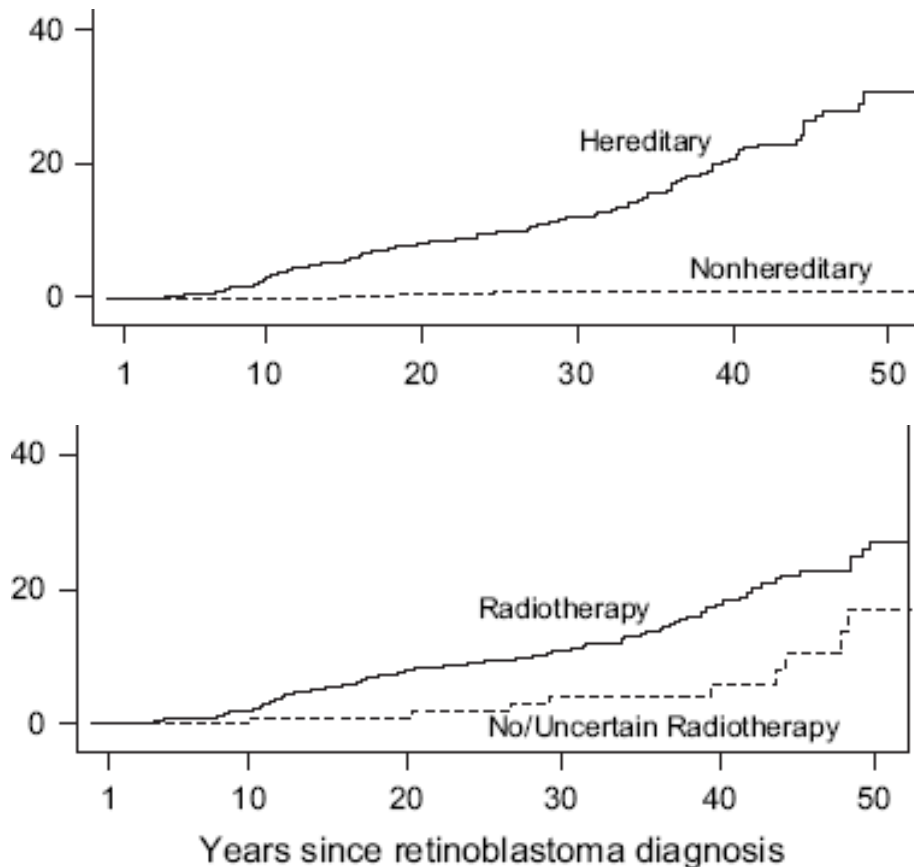 40
Hereditary
20
Nonhereditary
0
1 10 20 30 40 50
40
20
Radiotherapy
0
No/Uncertain Radiotherapy
1 10 20 30 40 50
Years since retinoblastoma diagnosis